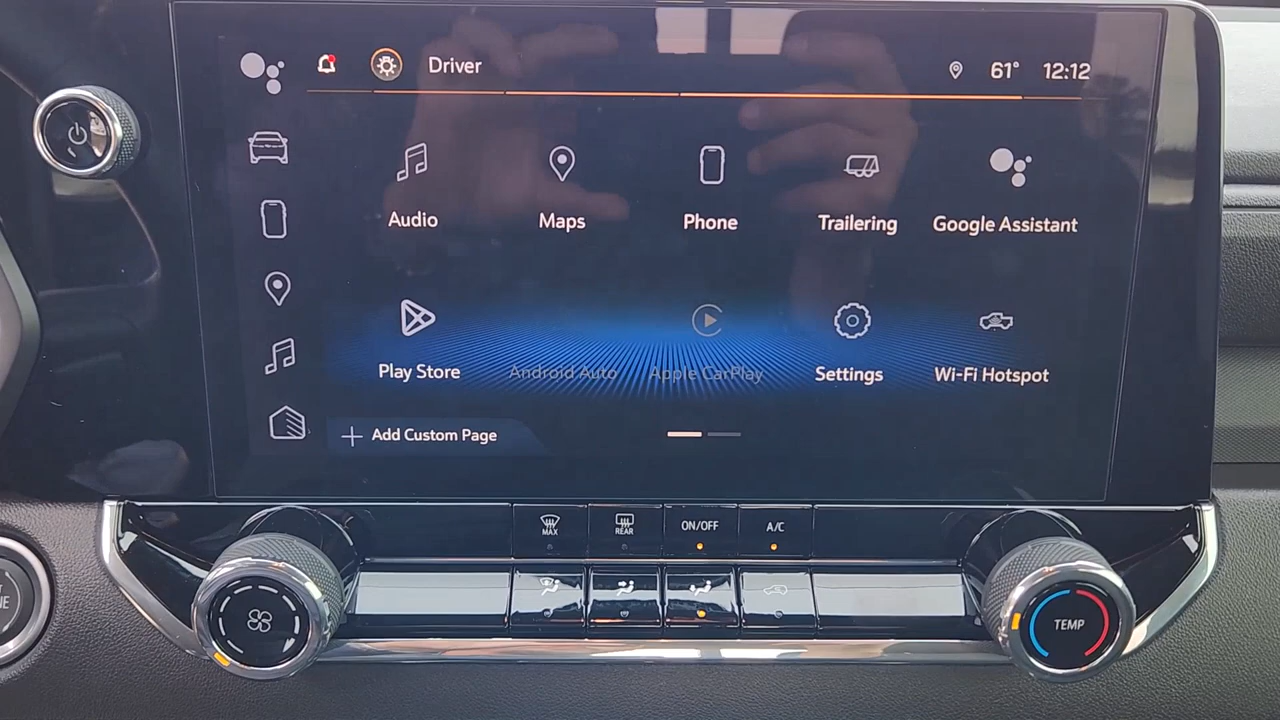 Driver
61° 12:12
Audio Maps Phone Trailering Google Assistant
Play Store Android Auto Apple CarPlay Settings Wi-Fi Hotspot
+ Add Custom Page
MAX REAR ON/OFF A/C
TEMP